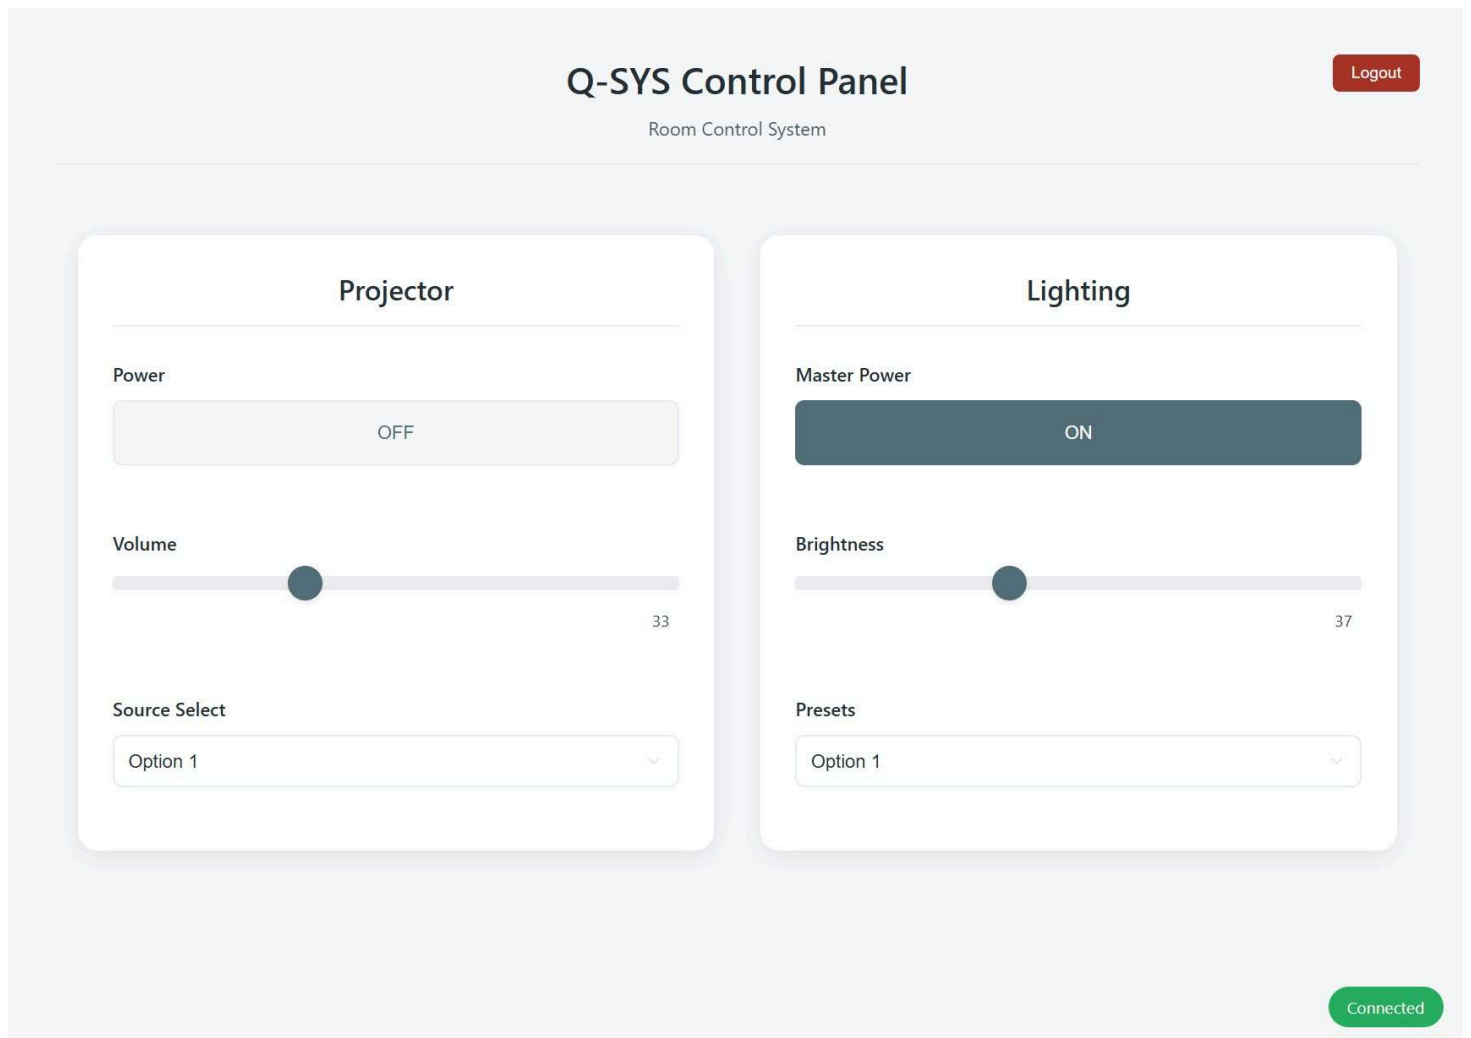 Q-SYS Control Panel
Logout
Room Control System
Projector
Power
OFF
Volume
33
Source Select
Option 1
Lighting
Master Power
ON
Brightness
37
Presets
Option 1
Connected